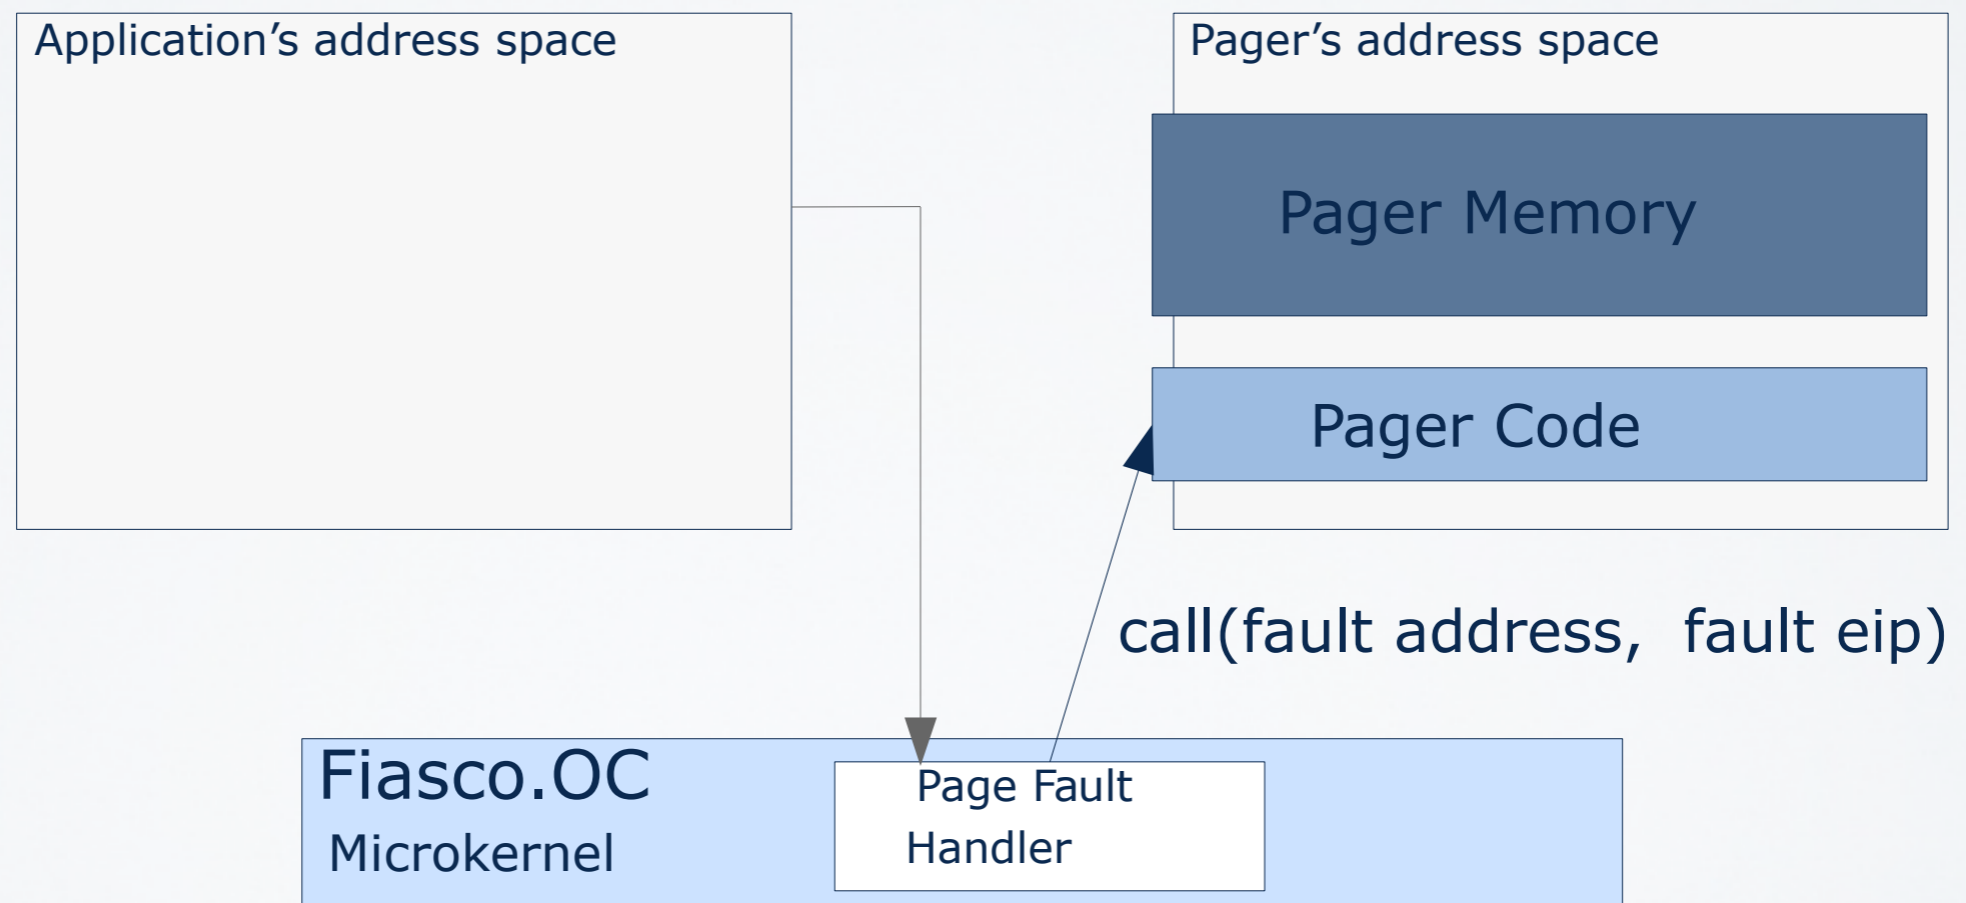 Application’s address space
Pager’s address space
Pager Memory
Pager Code
call(fault address,  fault eip)
Fiasco.OC
Microkernel
Page Fault
Handler